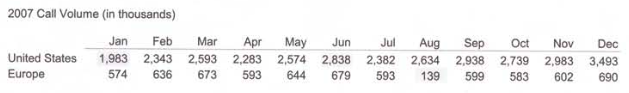 2007 Call Volume (in thousands)
Jan Feb Mar Apr May Jun Jul Aug Sep Oct Nov Dec
United States 1,983 2,343 2,593 2,283 2,574 2,838 2,382 2,634 2,938 2,739 2,983 3,493
Europe 574 636 673 593 644 679 593 139 599 583 602 690